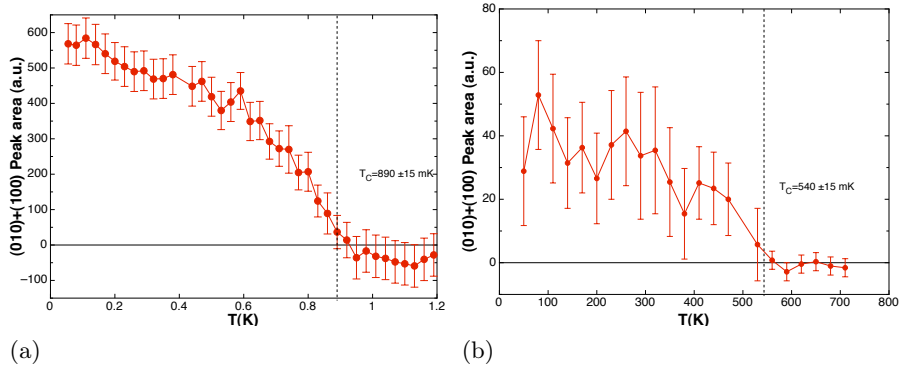 600
500
400
300
200
100
0
−100
(010)+(100) Peak area (a.u.)
T_C=890 ±15 mK
0 0.2 0.4 0.6 0.8 1 1.2
T(K)
(a)
80
60
40
20
0
(010)+(100) Peak area (a.u.)
T_C=540 ±15 mK
0 100 200 300 400 500 600 700 800
T(K)
(b)